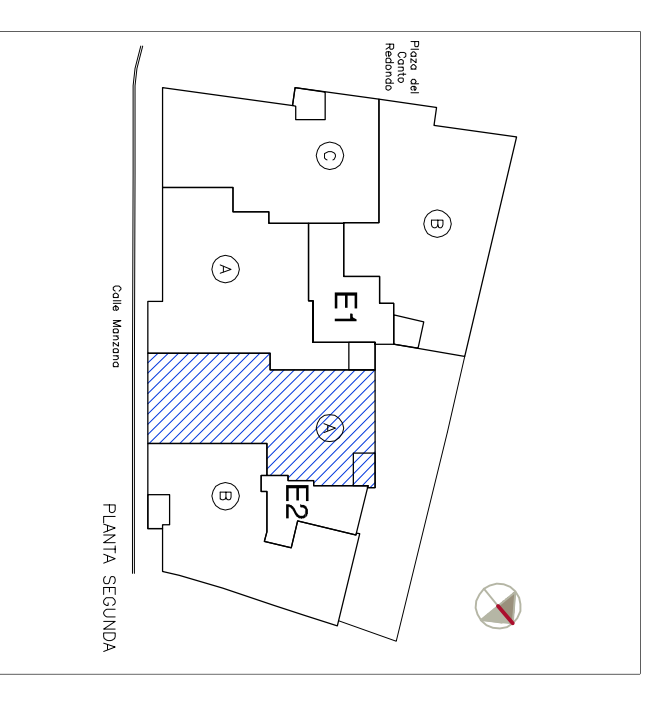 Plaza del
Canto
Redondo
C
B
A
E1
Calle Manzana
A
B
E2
PLANTA SEGUNDA